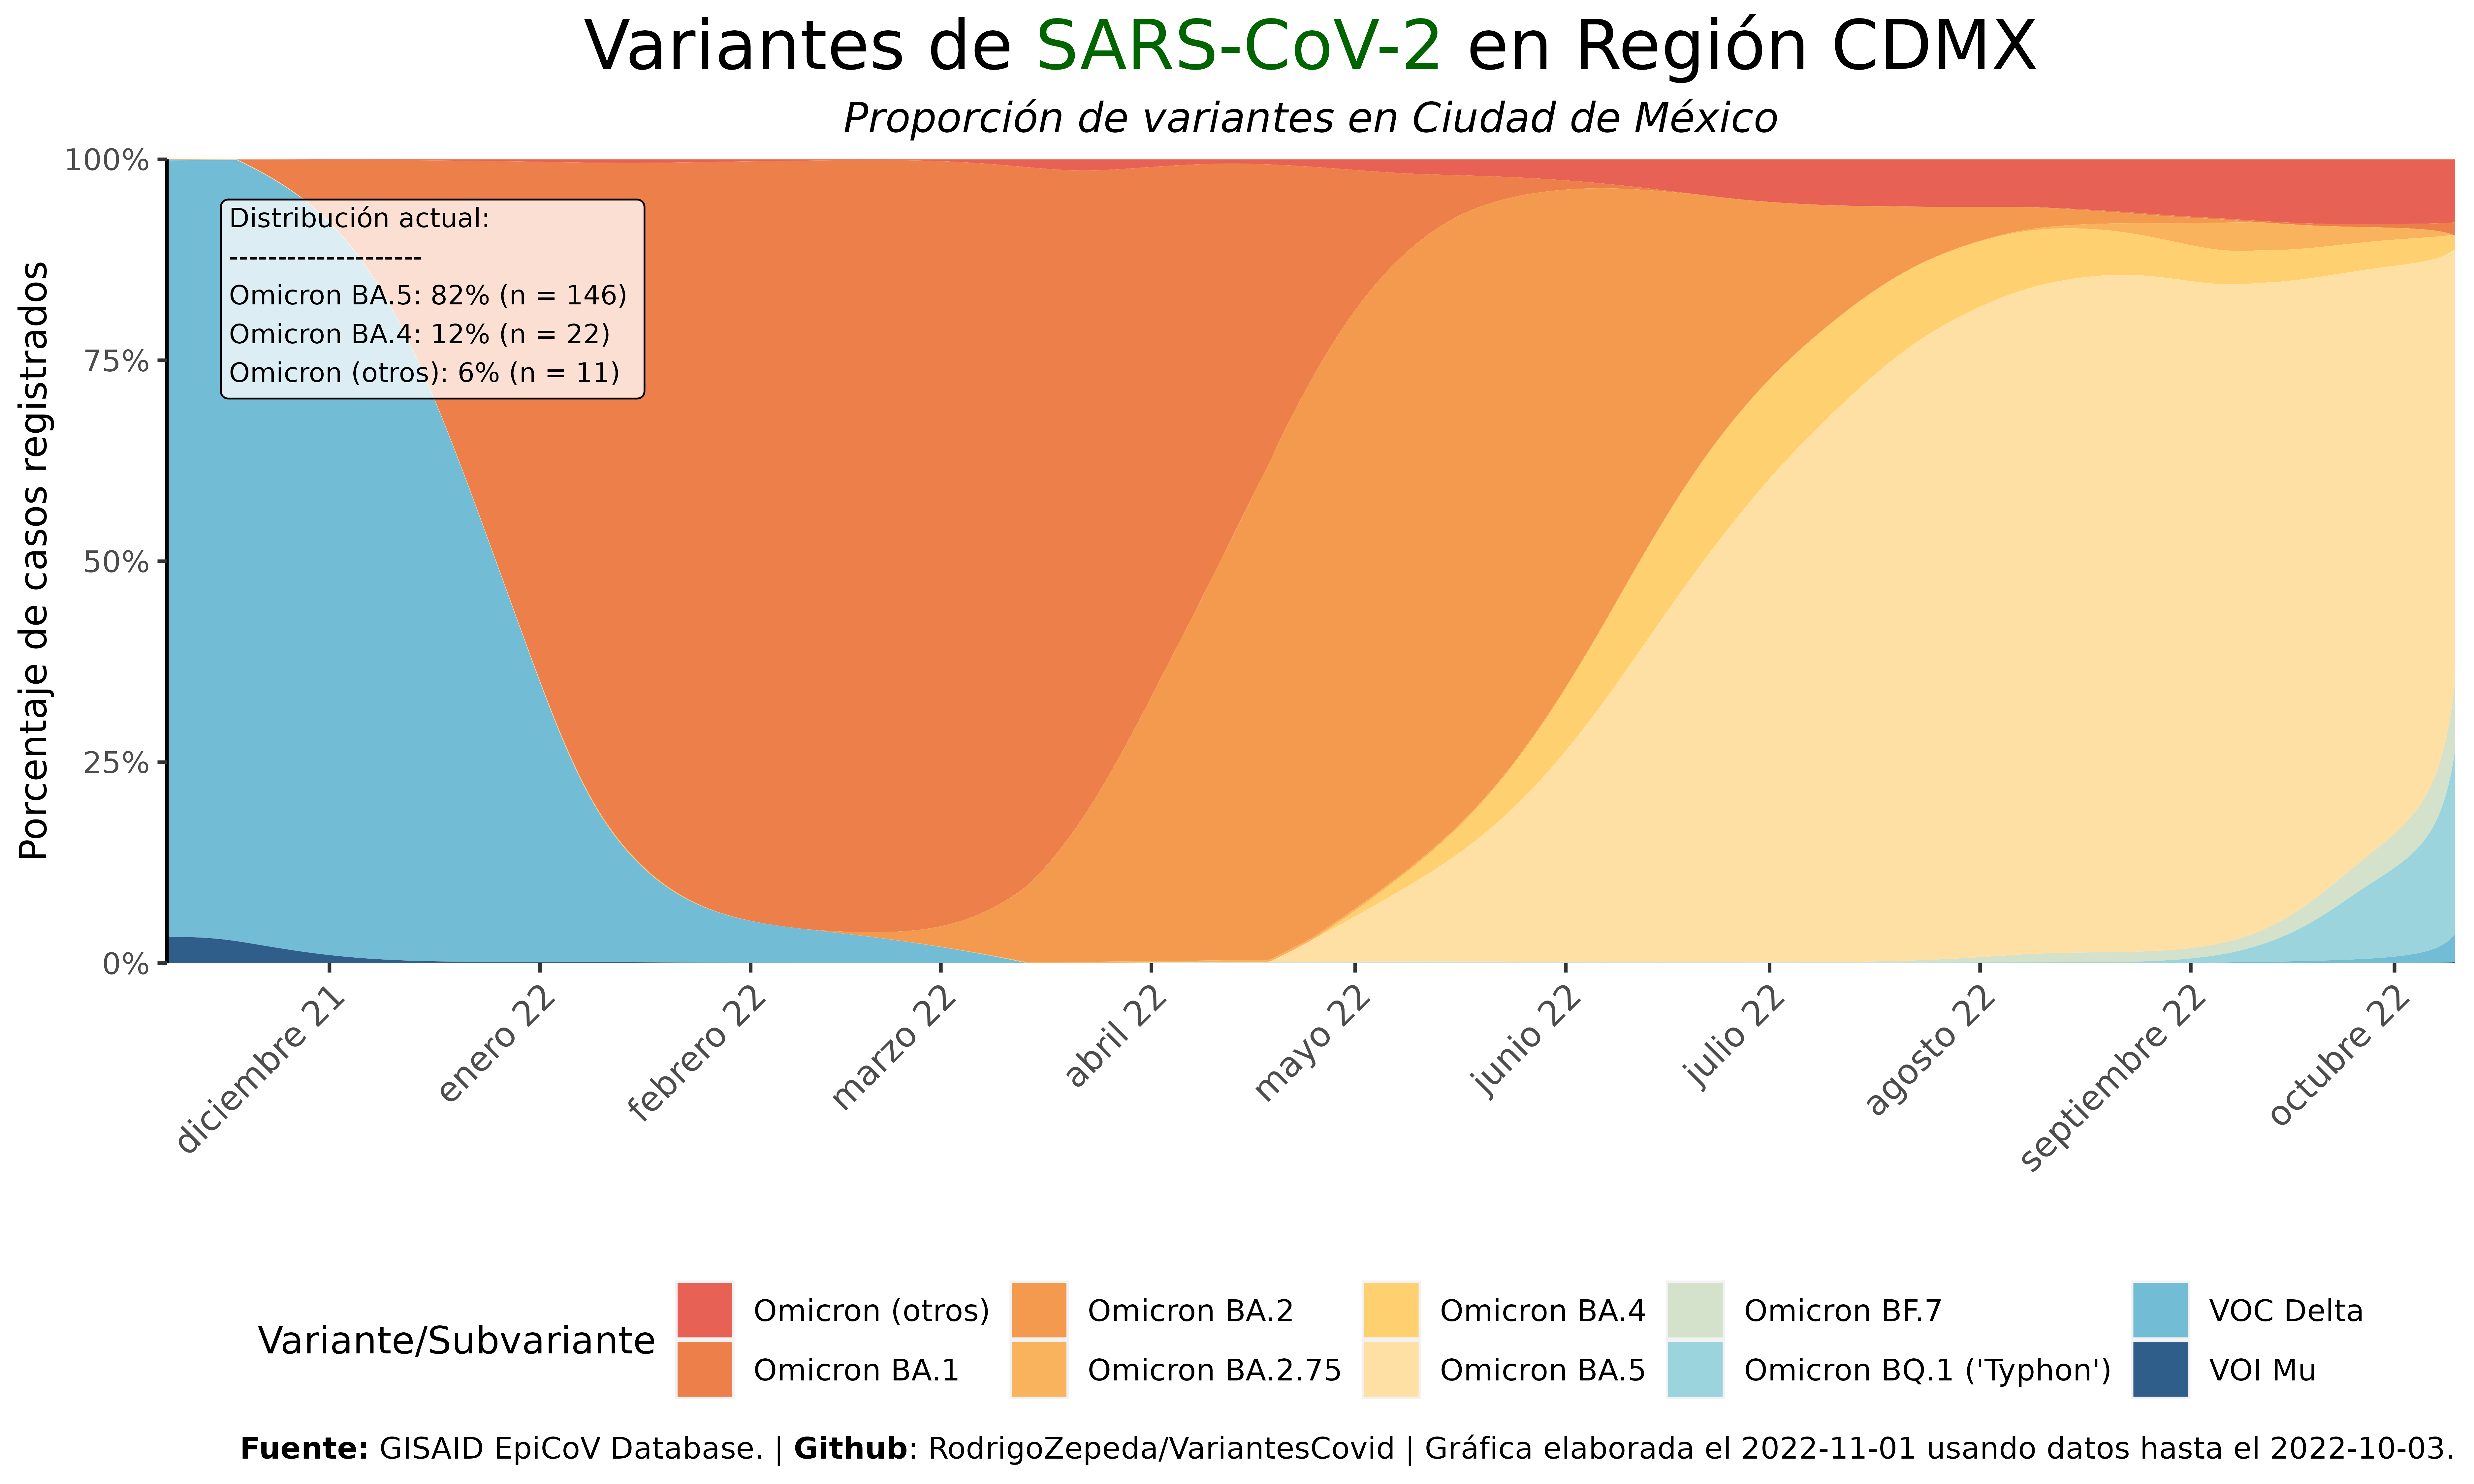 Variantes de SARS-CoV-2 en Región CDMX
Proporción de variantes en Ciudad de México
Porcentaje de casos registrados
100%
75%
50%
25%
0%
Distribución actual:
--------------------
Omicron BA.5: 82% (n = 146)
Omicron BA.4: 12% (n = 22)
Omicron (otros): 6% (n = 11)
diciembre 21
enero 22
febrero 22
marzo 22
abril 22
mayo 22
junio 22
julio 22
agosto 22
septiembre 22
octubre 22
Variante/Subvariante
Omicron (otros)
Omicron BA.1
Omicron BA.2
Omicron BA.2.75
Omicron BA.4
Omicron BA.5
Omicron BF.7
Omicron BQ.1 ('Typhon')
VOC Delta
VOI Mu
Fuente: GISAID EpiCoV Database. | Github: RodrigoZepeda/VariantesCovid | Gráfica elaborada el 2022-11-01 usando datos hasta el 2022-10-03.